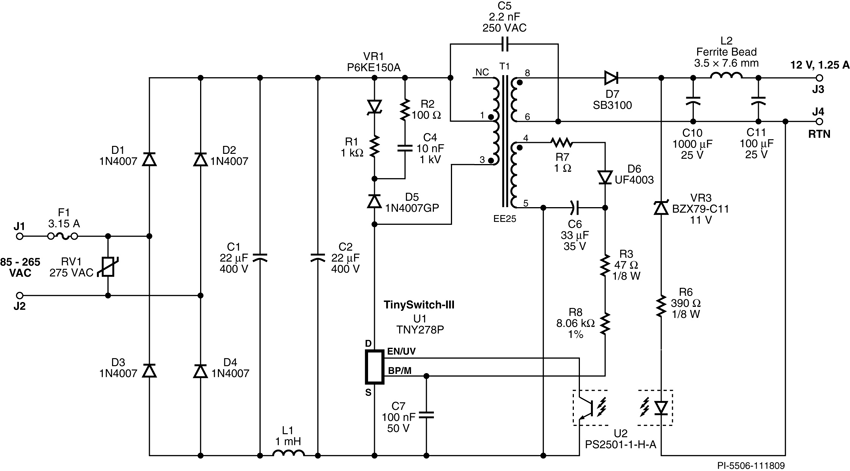 C5
2.2 nF
250 VAC
VR1
P6KE150A
L2
Ferrite Bead
3.5 × 7.6 mm
12 V, 1.25 A
J3
NC
T1
8
D7
SB3100
R2
100 Ω
1
6
J4
RTN
C10
1000 µF
25 V
C11
100 µF
25 V
D1
1N4007
D2
1N4007
R1
1 kΩ
C4
10 nF
1 kV
3
4
R7
1 Ω
D6
UF4003
D5
1N4007GP
5
EE25
C6
33 µF
35 V
VR3
BZX79-C11
11 V
J1
F1
3.15 A
85 - 265
VAC
RV1
275 VAC
J2
C1
22 µF
400 V
C2
22 µF
400 V
R3
47 Ω
1/8 W
R6
390 Ω
1/8 W
TinySwitch-III
U1
TNY278P
R8
8.06 kΩ
1%
D
EN/UV
BP/M
S
D3
1N4007
D4
1N4007
C7
100 nF
50 V
L1
1 mH
U2
PS2501-1-H-A
PI-5506-111809